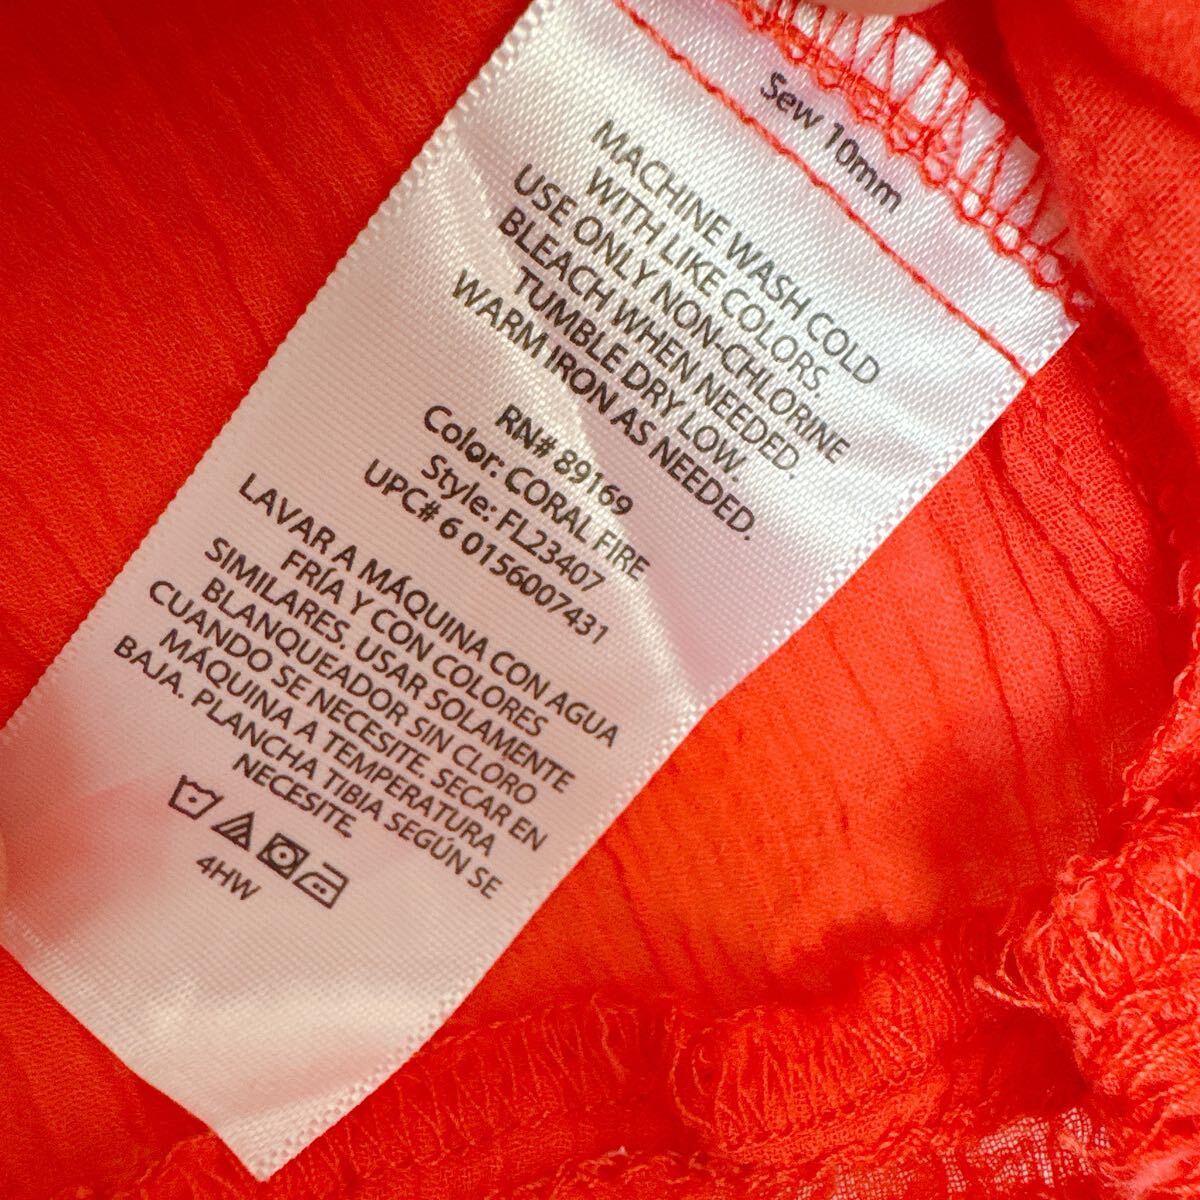 Sew 10mm
MACHINE WASH COLD
WITH LIKE COLORS.
USE ONLY NON-CHLORINE
BLEACH WHEN NEEDED.
TUMBLE DRY LOW.
WARM IRON AS NEEDED.
RN# 89169
Color: CORAL FIRE
Style: FL23407
UPC# 6 01560007431
LAVAR A MÁQUINA CON AGUA
FRÍA Y CON COLORES
SIMILARES. USAR SOLAMENTE
BLANQUEADOR SIN CLORO
CUANDO SE NECESITE. SECAR EN
MÁQUINA A TEMPERATURA
BAJA. PLANCHA TIBIA SEGÚN SE
NECESITE.
4HW